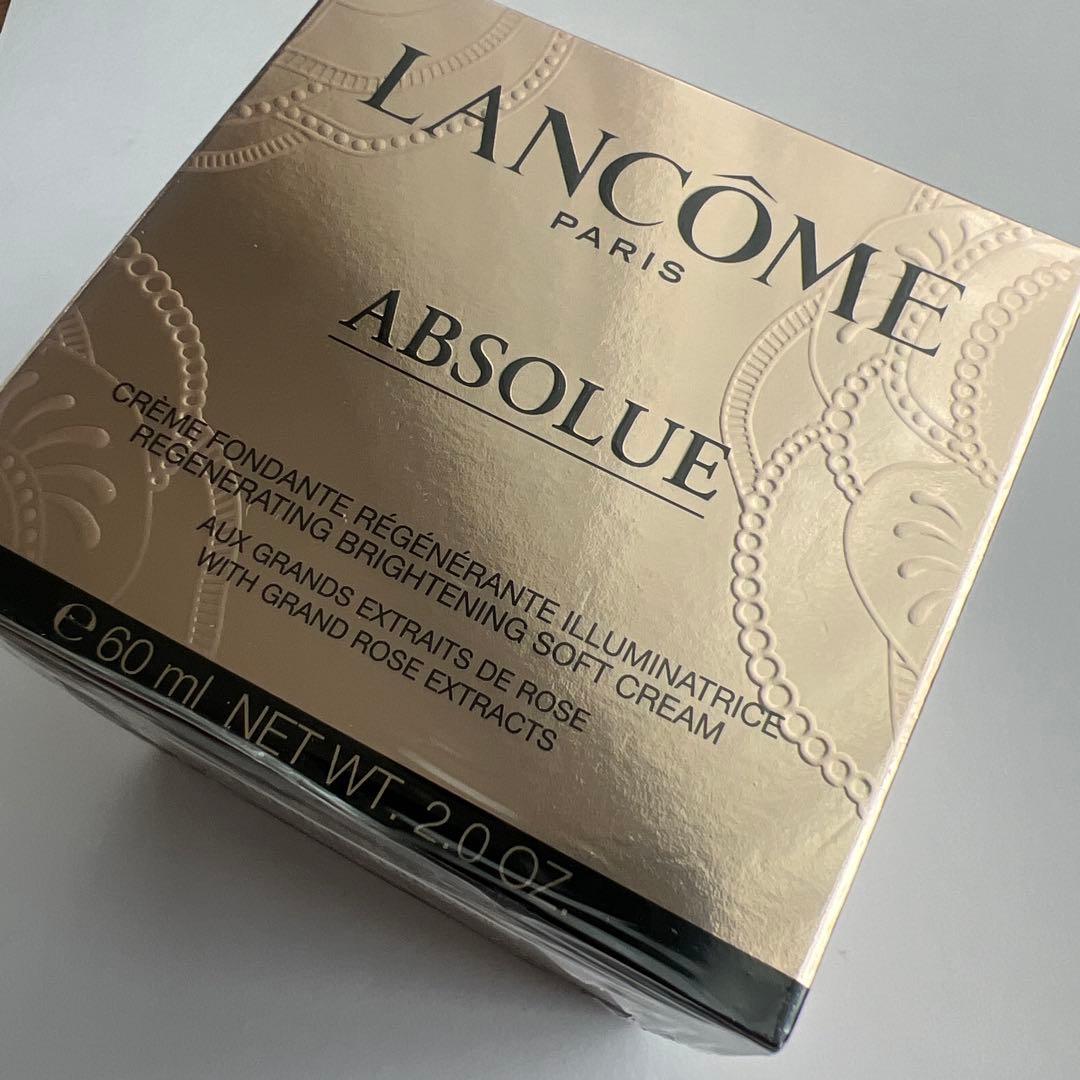 LANCÔME
PARIS
ABSOLUE
CRÈME FONDANTE RÉGÉNÉRANTE ILLUMINATRICE
REGENERATING BRIGHTENING SOFT CREAM
AUX GRANDS EXTRAITS DE ROSE
WITH GRAND ROSE EXTRACTS
℮ 60 ml NET WT. 2.0 OZ.